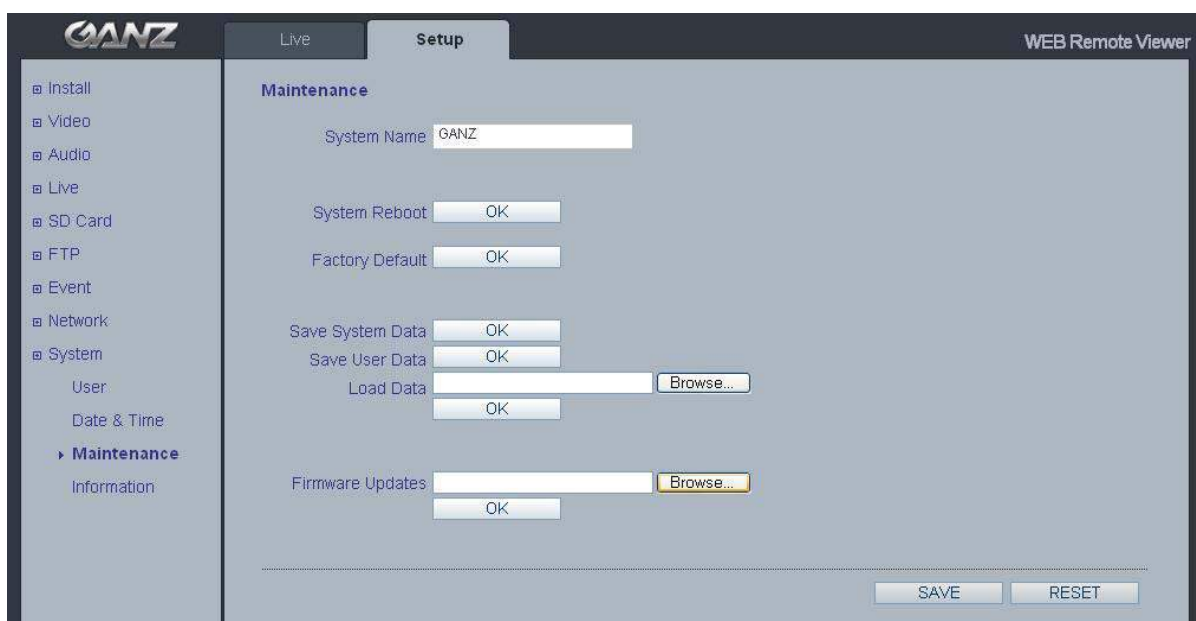 GANZ
Live
Setup
WEB Remote Viewer
Install
Video
Audio
Live
SD Card
FTP
Event
Network
System
User
Date & Time
Maintenance
Information
Maintenance
System Name GANZ
System Reboot OK
Factory Default OK
Save System Data OK
Save User Data OK
Load Data Browse...
OK
Firmware Updates Browse...
OK
SAVE RESET